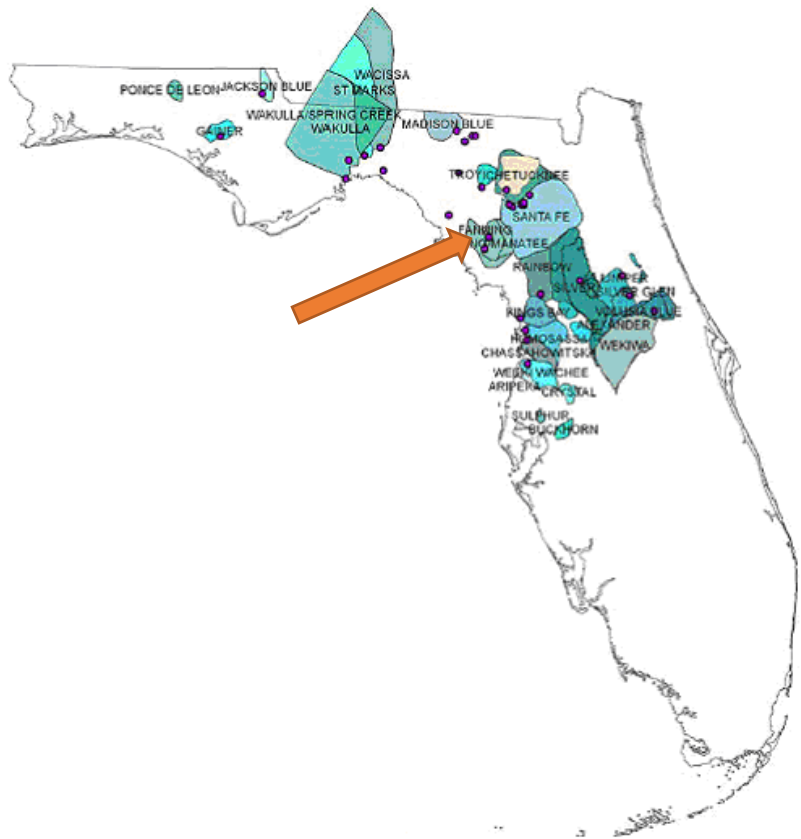 WACISSA
PONCE DE LEON
JACKSON BLUE
ST MARKS
WAKULLA/SPRING CREEK
WAKULLA
MADISON BLUE
GAINER
TROY
ICHETUCKNEE
SANTA FE
FANNING
MANATEE
RAINBOW
SILVER
SILVER GLEN
KINGS BAY
VOLUSIA BLUE
ALEXANDER
HOMOSASSA
WEKIWA
CHASSAHOWITSKA
WEEKI WACHEE
ARIPEKA
CRYSTAL
SULPHUR
BUCKHORN